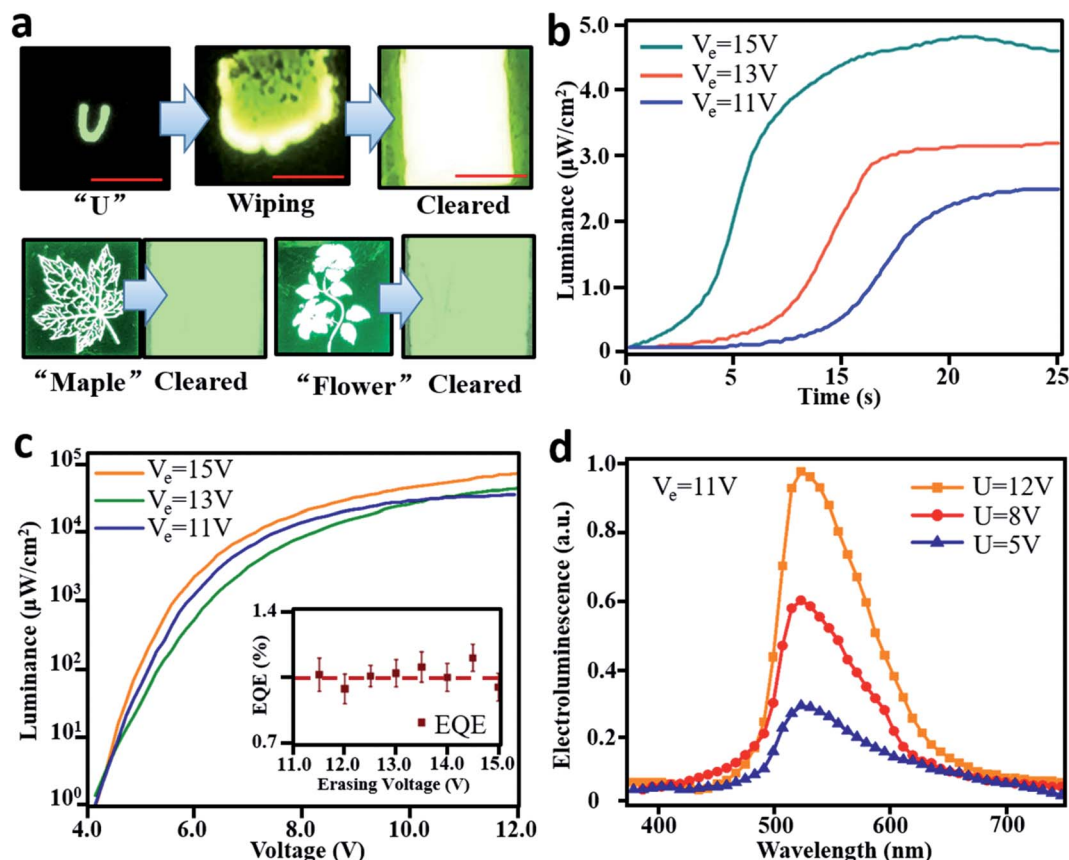 a
“U”
Wiping
Cleared
“Maple” Cleared
“Flower” Cleared
b
5.0
3.0
2.0
1.0
0
Luminance (μW/cm²)
Vₑ=15V
Vₑ=13V
Vₑ=11V
0 5 15 20 25
Time (s)
c
10⁵
10⁴
10³
10²
10¹
10⁰
Luminance (μW/cm²)
Vₑ=15V
Vₑ=13V
Vₑ=11V
1.4
0.7
EQE (%)
EQE
11.0 12.0 13.0 14.0 15.0
Erasing Voltage (V)
4.0 6.0 8.0 10.0 12.0
Voltage (V)
d
1.0
0.8
0.6
0.4
0.2
0
Electroluminescence (a.u.)
Vₑ=11V
U=12V
U=8V
U=5V
400 500 600 700
Wavelength (nm)